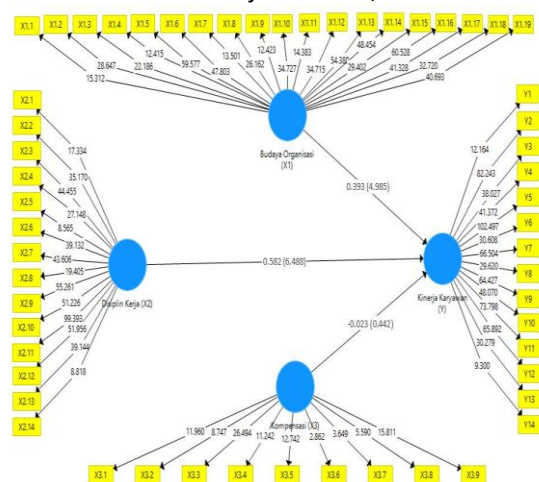 X1.1 X1.2 X1.3 X1.4 X1.5 X1.6 X1.7 X1.8 X1.9 X1.10 X1.11 X1.12 X1.13 X1.14 X1.15 X1.16 X1.17 X1.18 X1.19
15.312 28.647 22.186 12.415 59.577 47.803 13.501 26.162 12.423 34.727 14.383 34.715 54.380 48.454 29.402 60.528 41.328 32.720 40.693
Budaya Organisasi
(X1)
X2.1
X2.2
X2.3
X2.4
X2.5
X2.6
X2.7
X2.8
X2.9
X2.10
X2.11
X2.12
X2.13
X2.14
17.334
35.170
44.455
27.148
8.565
39.132
43.606
19.405
55.261
51.226
99.393
51.956
39.144
8.818
Disiplin Kerja (X2)
0.393 (4.985)
0.582 (6.488)
-0.023 (0.442)
Y1
Y2
Y3
Y4
Y5
Y6
Y7
Y8
Y9
Y10
Y11
Y12
Y13
Y14
12.164
82.243
38.027
41.372
102.497
30.608
66.504
29.620
64.427
48.070
73.798
65.892
30.279
9.300
Kinerja Karyawan
(Y)
Kompensasi (X3)
11.960 8.747 26.494 11.242 12.742 2.862 3.649 5.590 15.811
X3.1 X3.2 X3.3 X3.4 X3.5 X3.6 X3.7 X3.8 X3.9